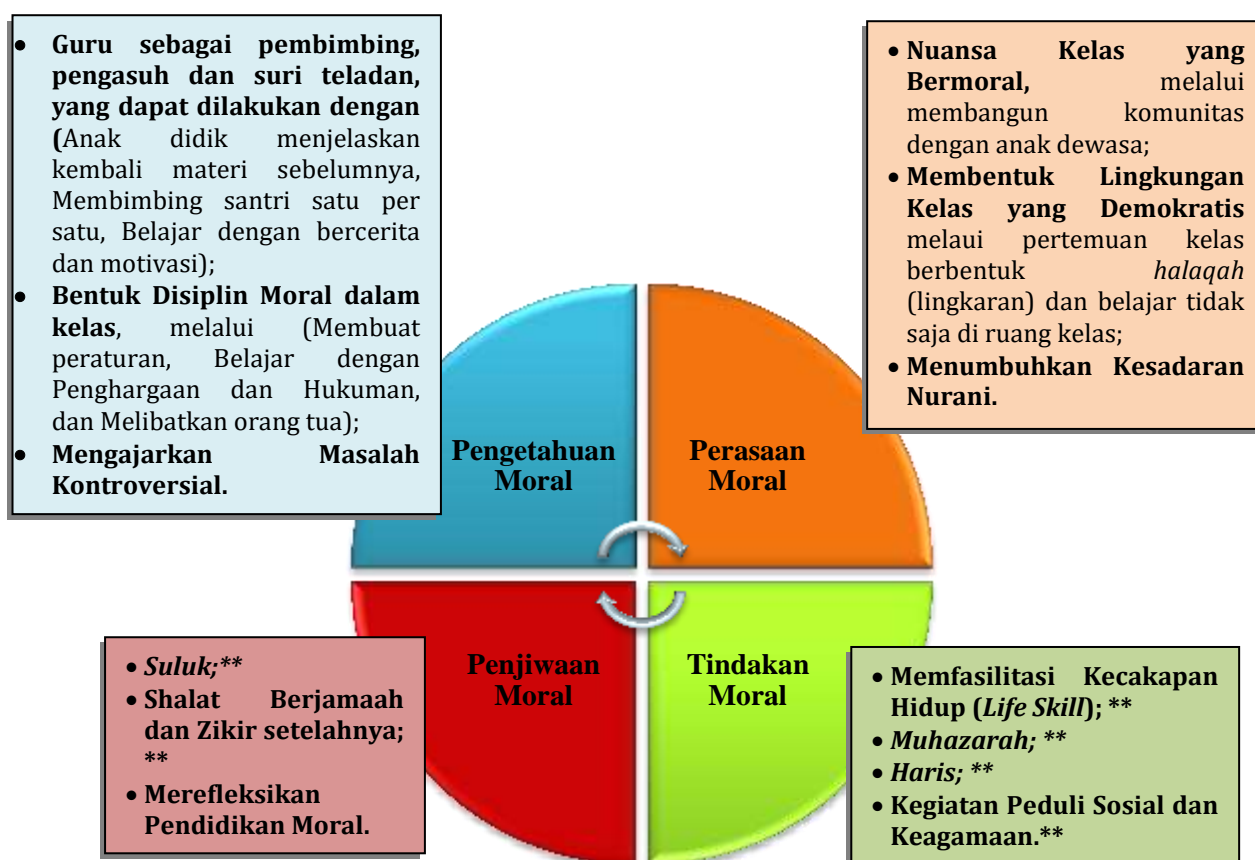 • Guru sebagai pembimbing,
pengasuh dan suri teladan,
yang dapat dilakukan dengan
(Anak didik menjelaskan
kembali materi sebelumnya,
Membimbing santri satu per
satu, Belajar dengan bercerita
dan motivasi);
• Bentuk Disiplin Moral dalam
kelas, melalui (Membuat
peraturan, Belajar dengan
Penghargaan dan Hukuman,
dan Melibatkan orang tua);
• Mengajarkan Masalah
Kontroversial.
• Nuansa Kelas yang
Bermoral, melalui
membangun komunitas
dengan anak dewasa;
• Membentuk Lingkungan
Kelas yang Demokratis
melaui pertemuan kelas
berbentuk halaqah
(lingkaran) dan belajar tidak
saja di ruang kelas;
• Menumbuhkan Kesadaran
Nurani.
Pengetahuan
Moral
Perasaan
Moral
Penjiwaan
Moral
Tindakan
Moral
• Suluk;**
• Shalat Berjamaah
dan Zikir setelahnya;
**
• Merefleksikan
Pendidikan Moral.
• Memfasilitasi Kecakapan
Hidup (Life Skill); **
• Muhazarah; **
• Haris; **
• Kegiatan Peduli Sosial dan
Keagamaan.**